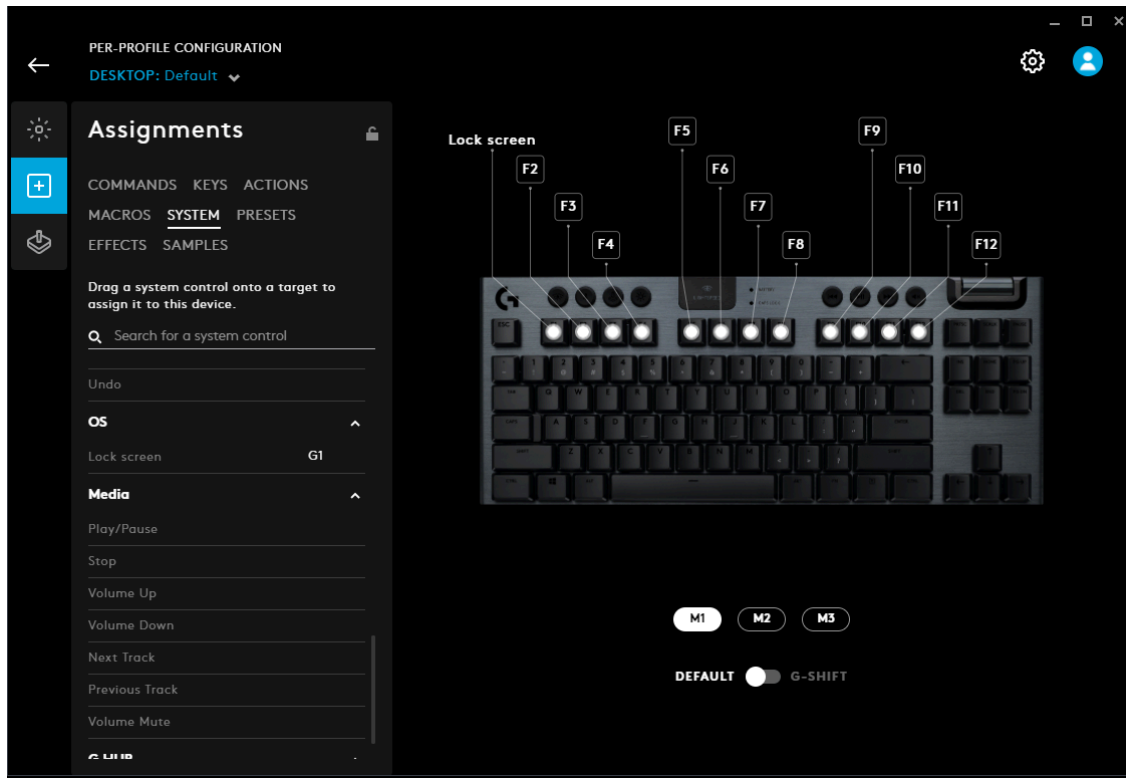 PER-PROFILE CONFIGURATION
DESKTOP: Default
Assignments
COMMANDS KEYS ACTIONS
MACROS SYSTEM PRESETS
EFFECTS SAMPLES
Drag a system control onto a target to
assign it to this device.
Search for a system control
Undo
OS
Lock screen G1
Media
Play/Pause
Stop
Volume Up
Volume Down
Next Track
Previous Track
Volume Mute
G HUB
Lock screen
F5
F9
F2
F6
F10
F3
F7
F11
F4
F8
F12
G
ESC
Q W E R T Y U I O P
A S D F G H J K L
Z X C V B N M
M1 M2 M3
DEFAULT G-SHIFT